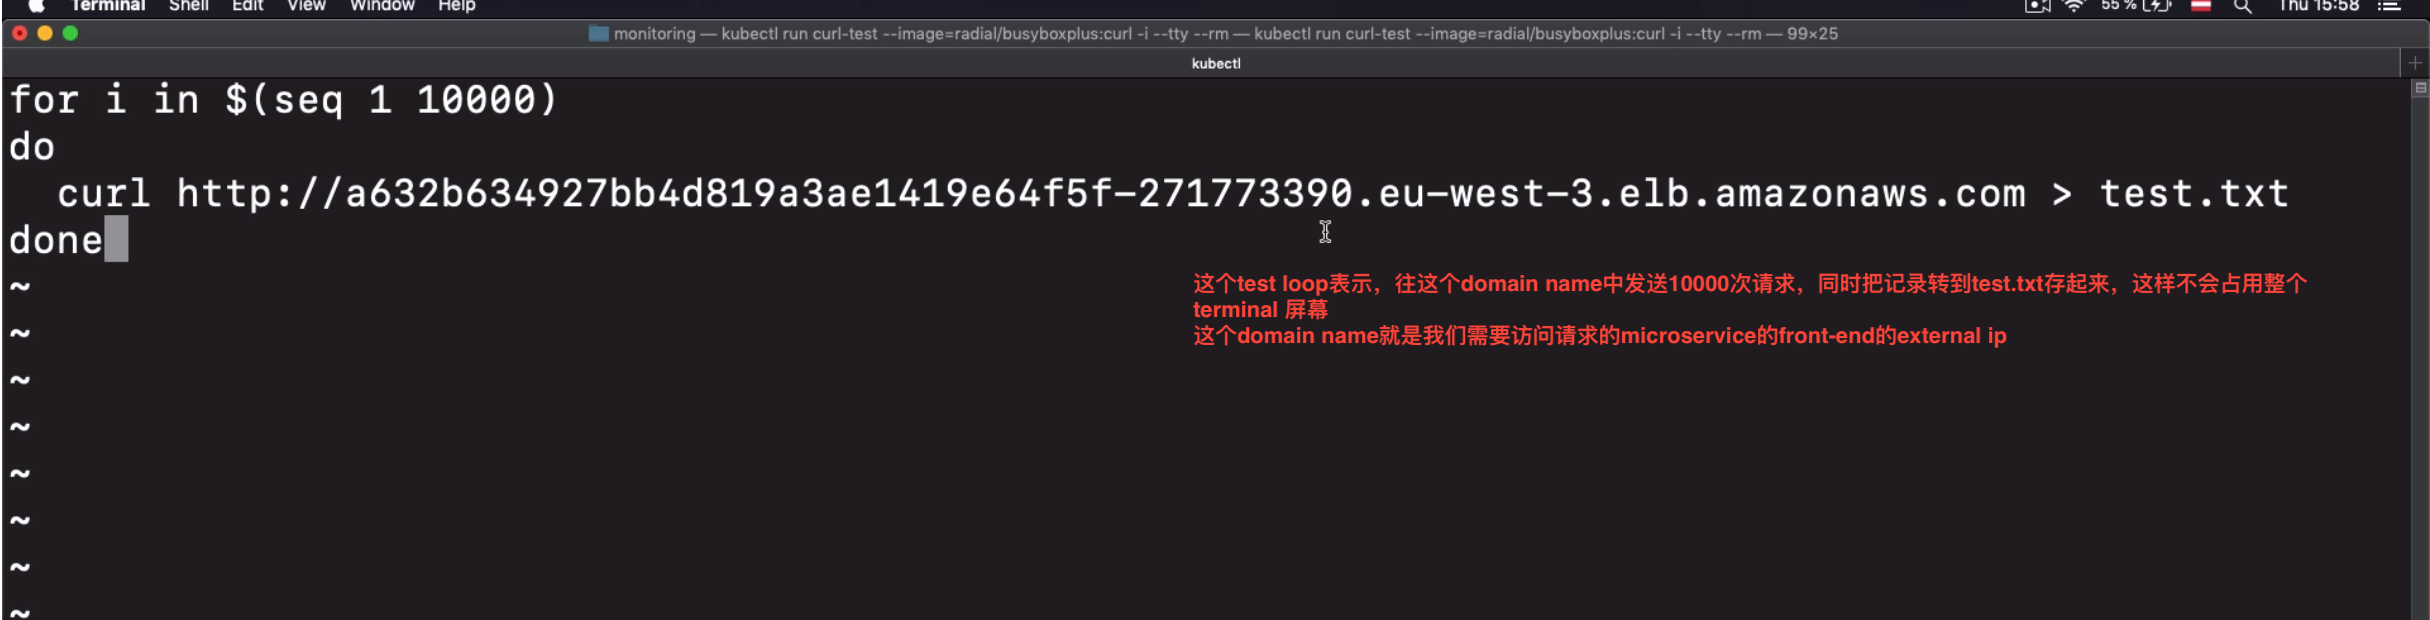 Terminal Shell Edit View Window Help 55 % Thu 15:58
monitoring — kubectl run curl-test --image=radial/busyboxplus:curl -i --tty --rm — kubectl run curl-test --image=radial/busyboxplus:curl -i --tty --rm — 99×25
kubectl
for i in $(seq 1 10000)
do
  curl http://a632b634927bb4d819a3ae1419e64f5f-271773390.eu-west-3.elb.amazonaws.com > test.txt
done
~
这个test loop表示，往这个domain name中发送10000次请求，同时把记录转到test.txt存起来，这样不会占用整个
terminal 屏幕
这个domain name就是我们需要访问请求的microservice的front-end的external ip
~
~
~
~
~
~
~